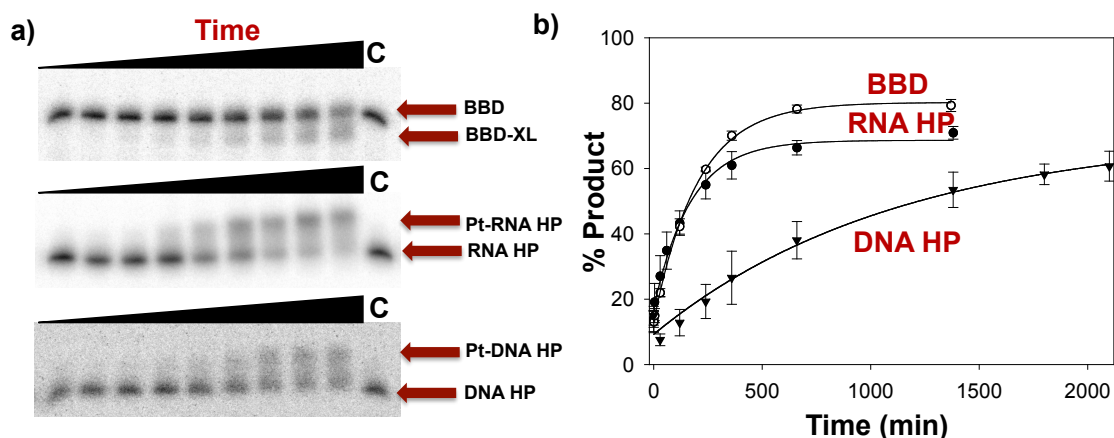 a)
Time
C
BBD
BBD-XL
C
Pt-RNA HP
RNA HP
C
Pt-DNA HP
DNA HP
b)
% Product
100
80
60
40
20
0
BBD
RNA HP
DNA HP
0
500
1000
1500
2000
Time (min)